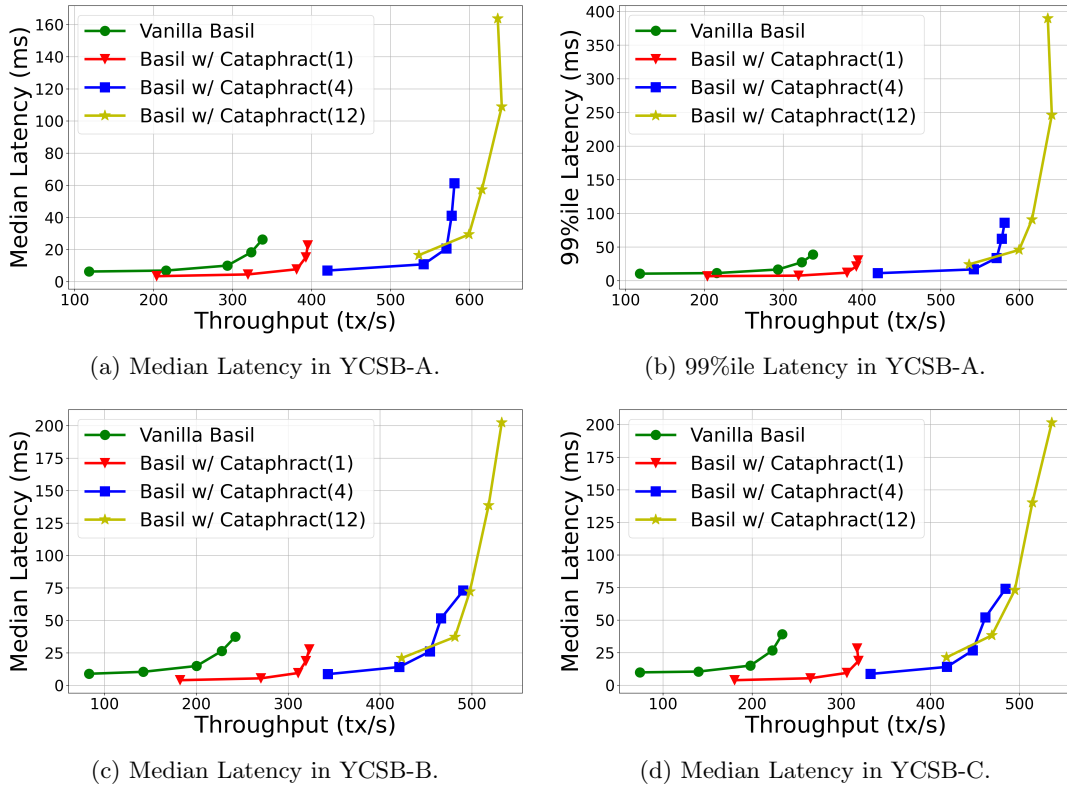 Median Latency (ms)
160
140
120
100
80
60
40
20
0
Vanilla Basil
Basil w/ Cataphract(1)
Basil w/ Cataphract(4)
Basil w/ Cataphract(12)
100 200 300 400 500 600
Throughput (tx/s)
(a) Median Latency in YCSB-A.
99%ile Latency (ms)
400
350
300
250
200
150
100
50
0
Vanilla Basil
Basil w/ Cataphract(1)
Basil w/ Cataphract(4)
Basil w/ Cataphract(12)
100 200 300 400 500 600
Throughput (tx/s)
(b) 99%ile Latency in YCSB-A.
Median Latency (ms)
200
175
150
125
100
75
50
25
0
Vanilla Basil
Basil w/ Cataphract(1)
Basil w/ Cataphract(4)
Basil w/ Cataphract(12)
100 200 300 400 500
Throughput (tx/s)
(c) Median Latency in YCSB-B.
Median Latency (ms)
200
175
150
125
100
75
50
25
0
Vanilla Basil
Basil w/ Cataphract(1)
Basil w/ Cataphract(4)
Basil w/ Cataphract(12)
100 200 300 400 500
Throughput (tx/s)
(d) Median Latency in YCSB-C.